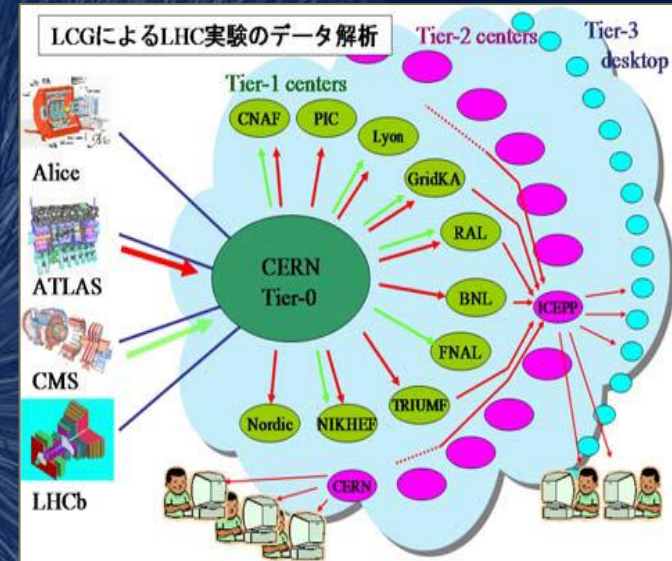 LCGによるLHC実験のデータ解析
Tier-2 centers
Tier-3
desktop
Tier-1 centers
CNAF
PIC
Lyon
GridKA
RAL
BNL
FNAL
TRIUMF
NIKHEF
Nordic
CERN
Tier-0
ICEPP
CERN
Alice
ATLAS
CMS
LHCb